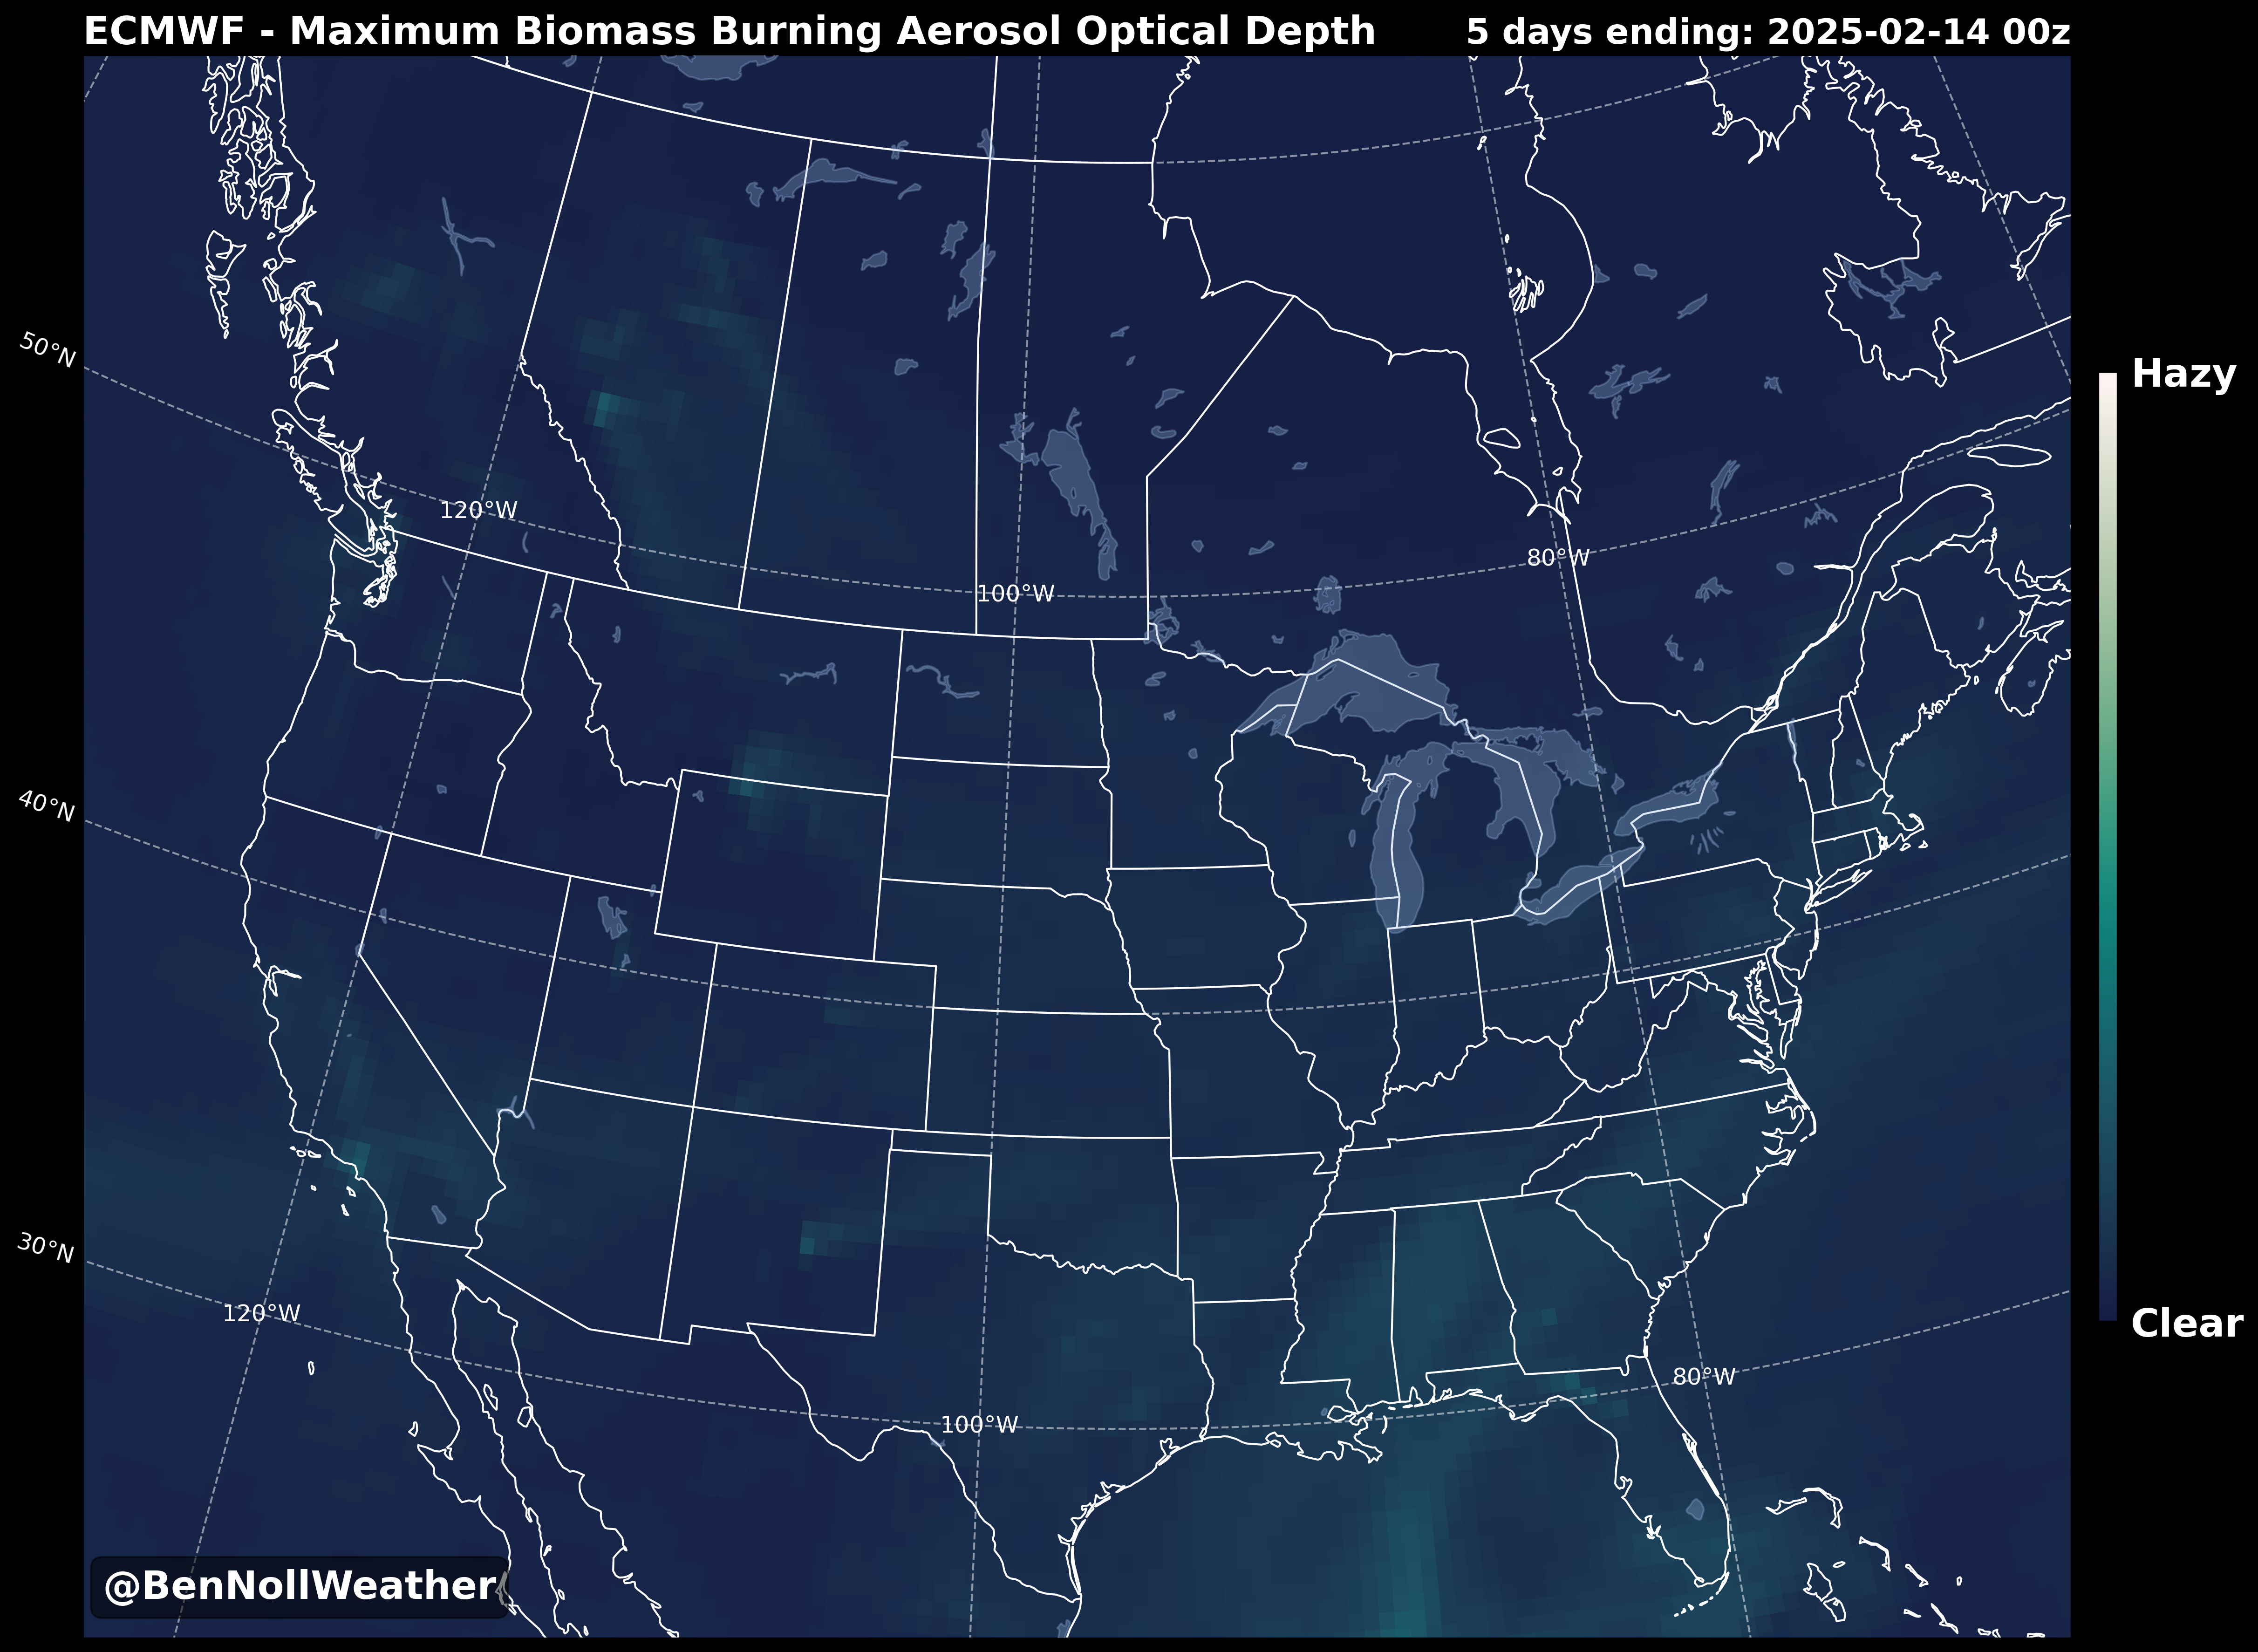 ECMWF - Maximum Biomass Burning Aerosol Optical Depth
5 days ending: 2025-02-14 00z
50°N
Hazy
120°W
80°W
100°W
40°N
30°N
120°W
Clear
80°W
100°W
@BenNollWeather